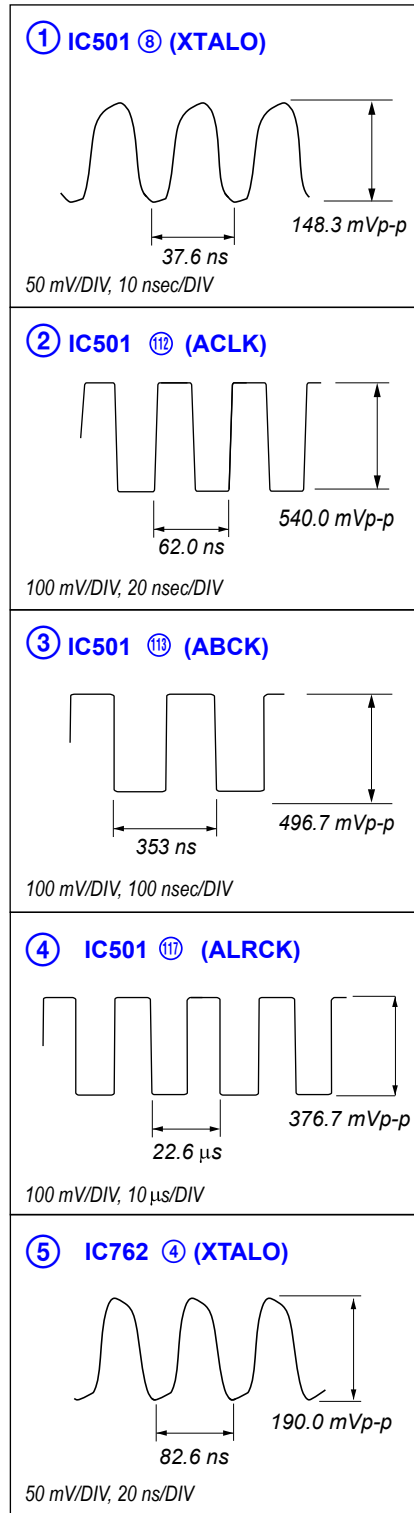 ① IC501 ⑧ (XTALO)
148.3 mVp-p
37.6 ns
50 mV/DIV, 10 nsec/DIV
② IC501 112 (ACLK)
540.0 mVp-p
62.0 ns
100 mV/DIV, 20 nsec/DIV
③ IC501 113 (ABCK)
496.7 mVp-p
353 ns
100 mV/DIV, 100 nsec/DIV
④ IC501 117 (ALRCK)
376.7 mVp-p
22.6 μs
100 mV/DIV, 10 μs/DIV
⑤ IC762 ④ (XTALO)
190.0 mVp-p
82.6 ns
50 mV/DIV, 20 ns/DIV